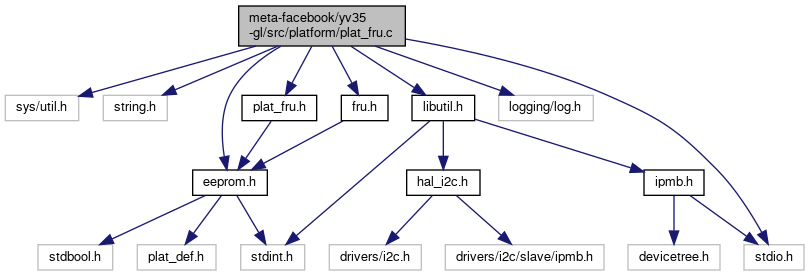 meta-facebook/yv35
-gl/src/platform/plat_fru.c
sys/util.h
string.h
plat_fru.h
fru.h
libutil.h
logging/log.h
eeprom.h
hal_i2c.h
ipmb.h
stdbool.h
plat_def.h
stdint.h
drivers/i2c.h
drivers/i2c/slave/ipmb.h
devicetree.h
stdio.h